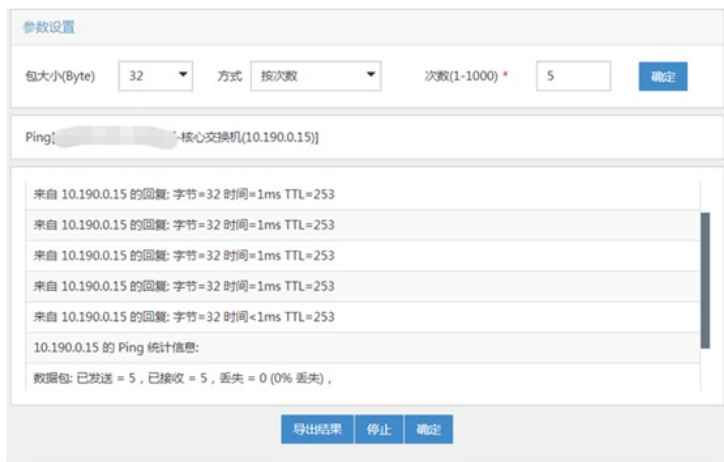 参数设置
包大小(Byte) 32 方式 按次数 次数(1-1000) * 5 确定
Ping[ -核心交换机(10.190.0.15)]
来自 10.190.0.15 的回复: 字节=32 时间=1ms TTL=253
来自 10.190.0.15 的回复: 字节=32 时间=1ms TTL=253
来自 10.190.0.15 的回复: 字节=32 时间=1ms TTL=253
来自 10.190.0.15 的回复: 字节=32 时间=1ms TTL=253
来自 10.190.0.15 的回复: 字节=32 时间<1ms TTL=253
10.190.0.15 的 Ping 统计信息:
数据包: 已发送 = 5，已接收 = 5，丢失 = 0 (0% 丢失)，
导出结果 停止 确定